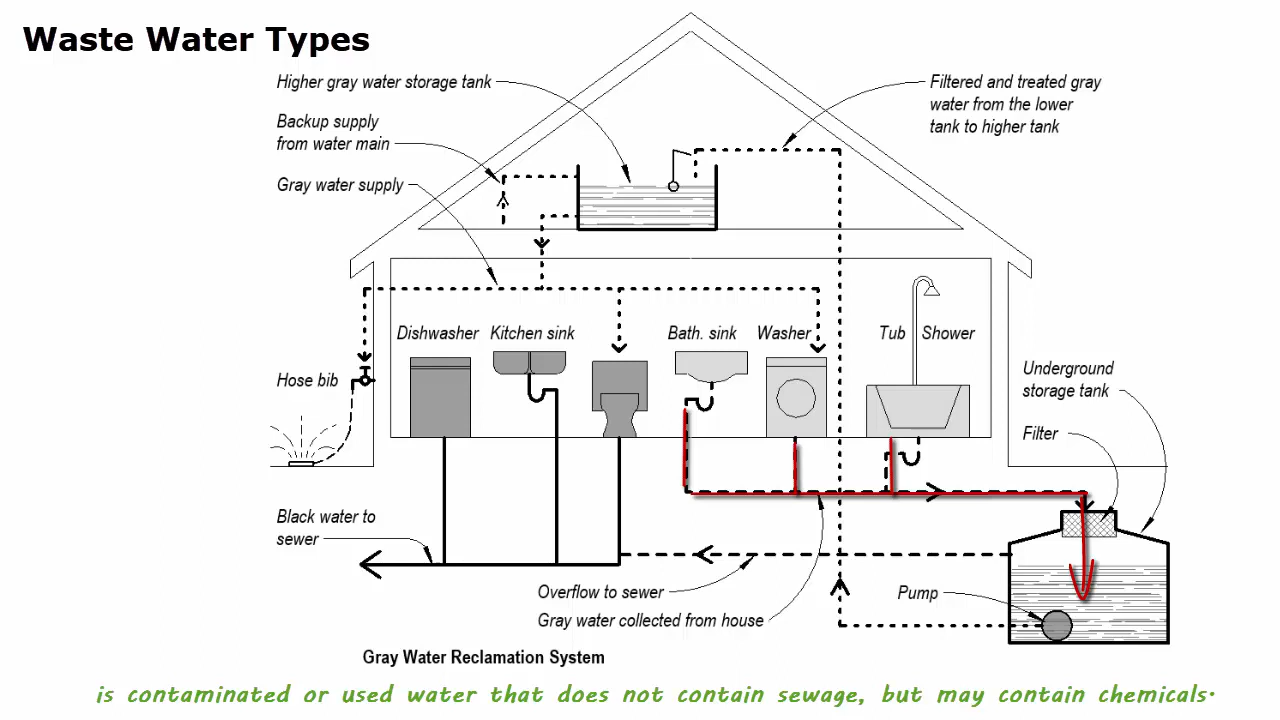 Waste Water Types
Higher gray water storage tank
Backup supply
from water main
Gray water supply
Filtered and treated gray
water from the lower
tank to higher tank
Dishwasher
Kitchen sink
Bath. sink
Washer
Tub
Shower
Hose bib
Underground
storage tank
Filter
Black water to
sewer
Overflow to sewer
Gray water collected from house
Pump
Gray Water Reclamation System
is contaminated or used water that does not contain sewage, but may contain chemicals.